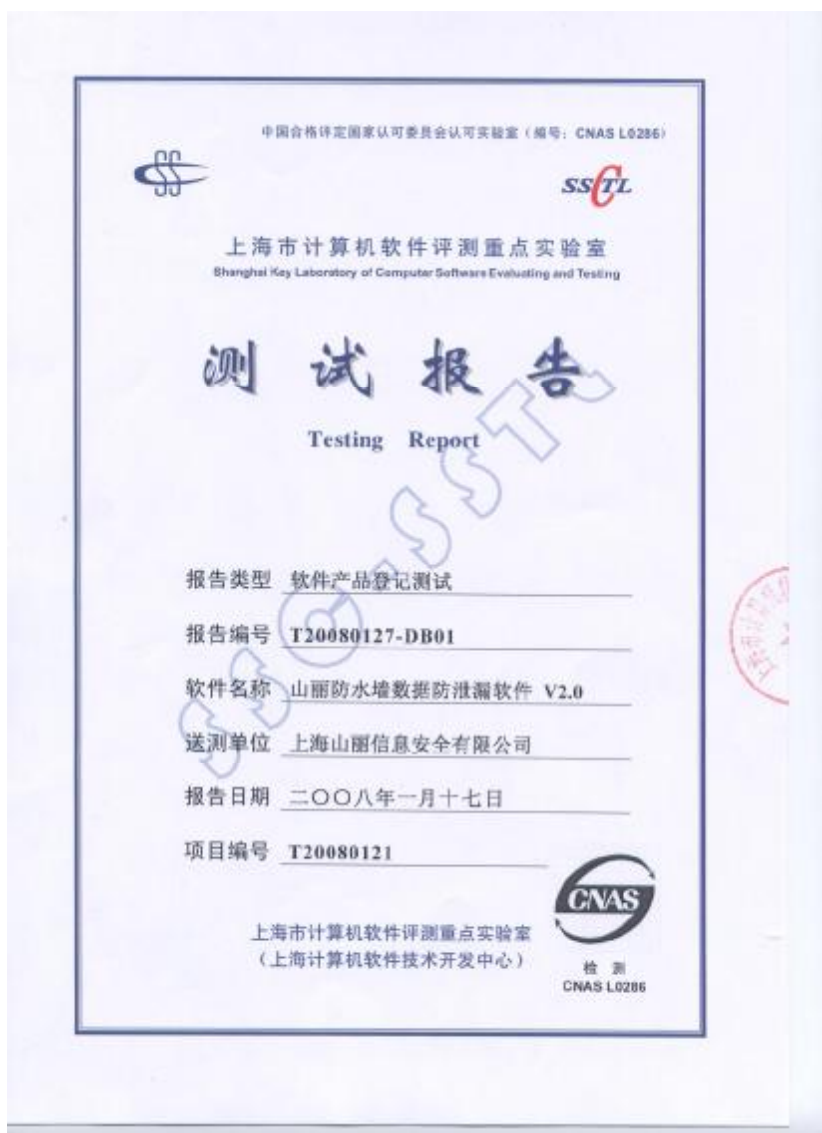 中国合格评定国家认可委员会认可实验室（编号：CNAS L0286）
SSCTL
上海市计算机软件评测重点实验室
Shanghai Key Laboratory of Computer Software Evaluating and Testing
测试报告
Testing Report
SSC-SSTL
报告类型 软件产品登记测试
报告编号 T20080127-DB01
软件名称 山丽防水墙数据防泄漏软件 V2.0
送测单位 上海山丽信息安全有限公司
报告日期 二〇〇八年一月十七日
项目编号 T20080121
CNAS
上海市计算机软件评测重点实验室
（上海计算机软件技术开发中心）
检 测
CNAS L0286